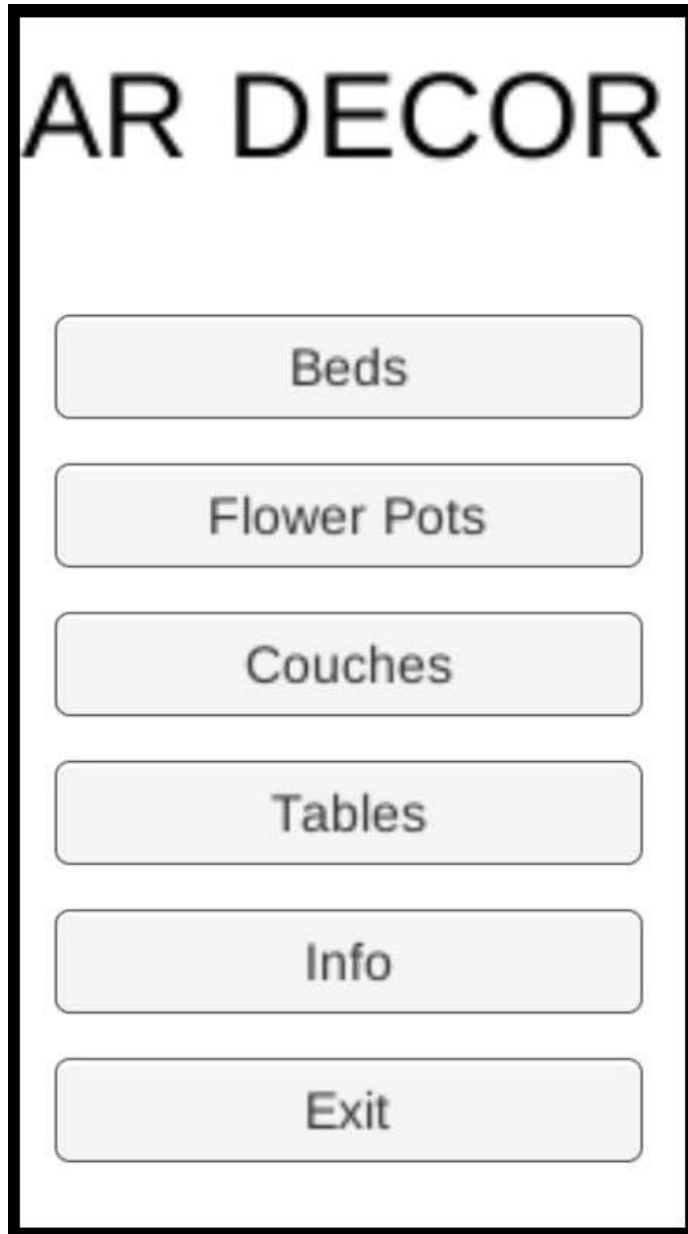 AR DECOR
Beds
Flower Pots
Couches
Tables
Info
Exit